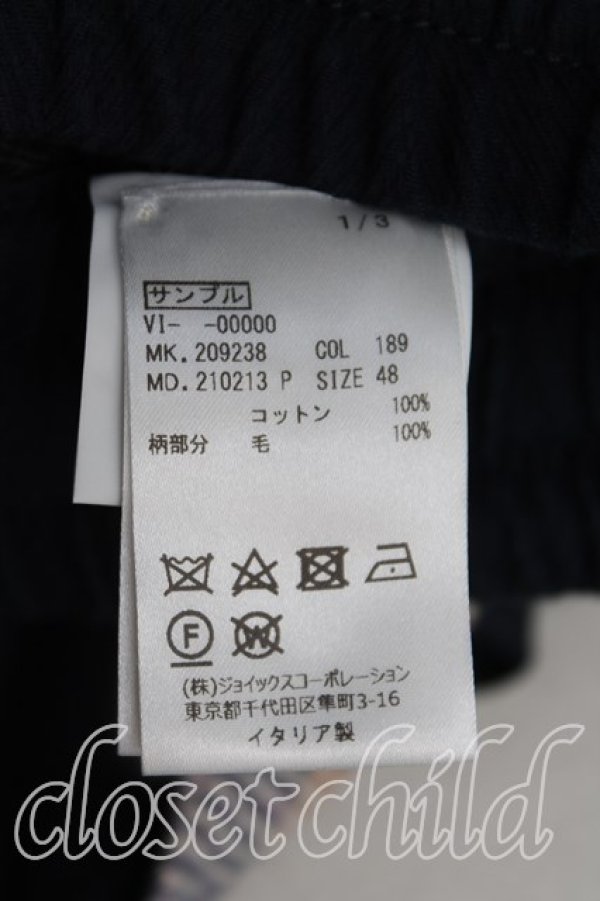 1/3
サンプル
VI- -00000
MK. 209238 COL 189
MD. 210213 P SIZE 48
コットン 100%
柄部分 毛 100%
F W
(株)ジョイックスコーポレーション
東京都千代田区隼町3-16
イタリア製
closet child